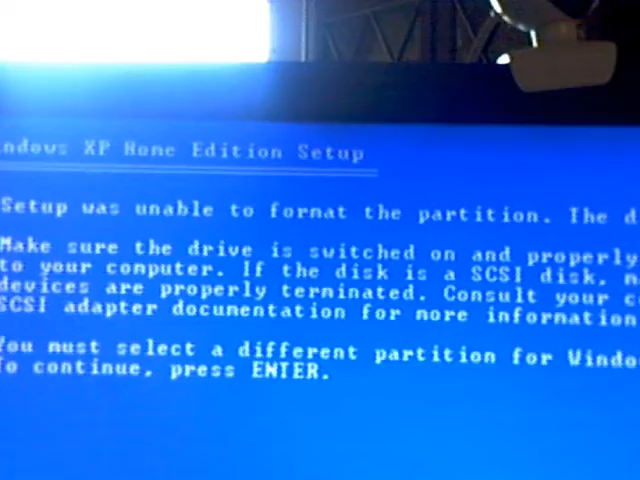 ndows XP Home Edition Setup
Setup was unable to format the partition. The d
Make sure the drive is switched on and properly
to your computer. If the disk is a SCSI disk, m
devices are properly terminated. Consult your c
SCSI adapter documentation for more information
You must select a different partition for Windo
To continue, press ENTER.